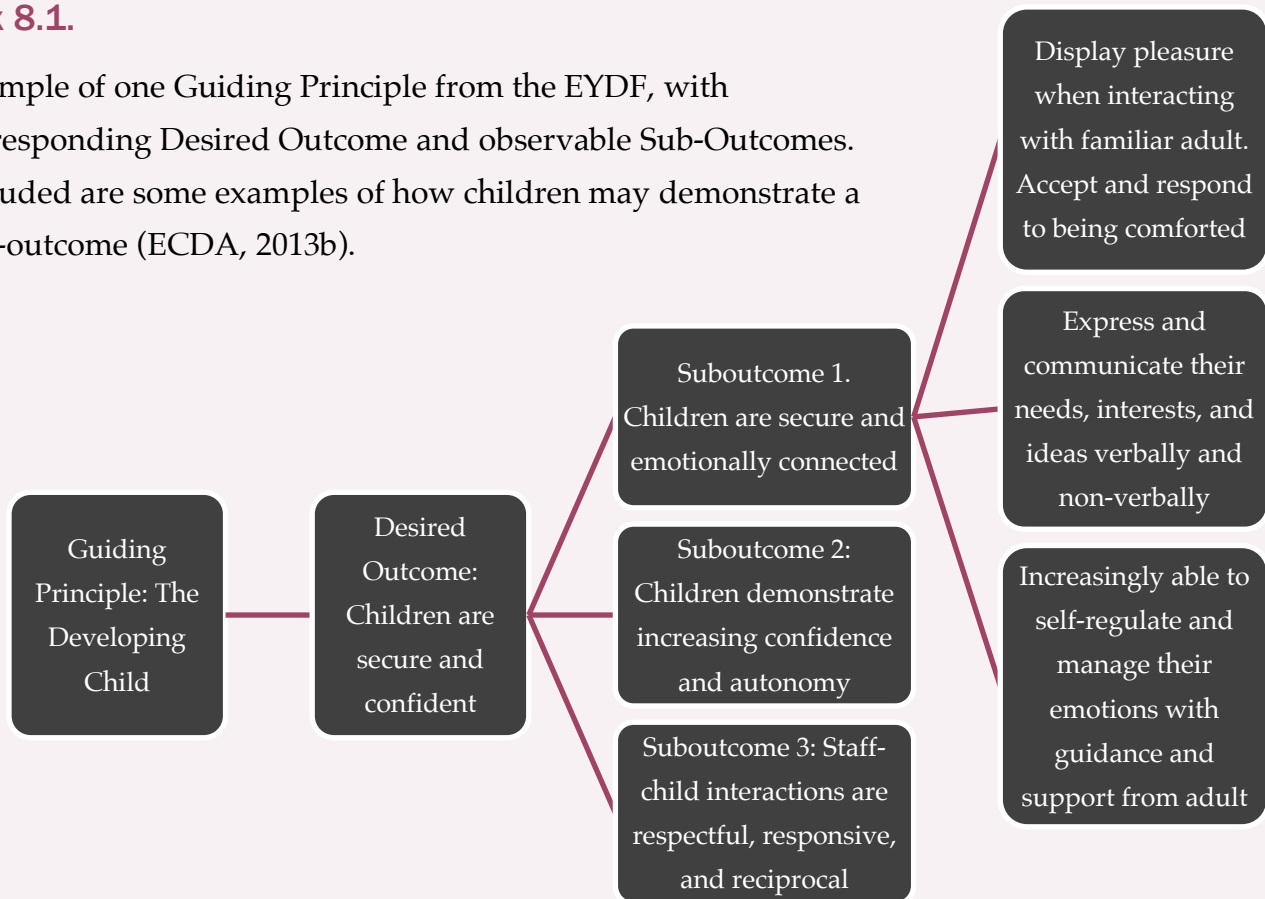 8.1.
mple of one Guiding Principle from the EYDF, with
responding Desired Outcome and observable Sub-Outcomes.
uded are some examples of how children may demonstrate a
-outcome (ECDA, 2013b).
Guiding
Principle: The
Developing
Child
Desired
Outcome:
Children are
secure and
confident
Suboutcome 1.
Children are secure and
emotionally connected
Suboutcome 2:
Children demonstrate
increasing confidence
and autonomy
Suboutcome 3: Staff-
child interactions are
respectful, responsive,
and reciprocal
Display pleasure
when interacting
with familiar adult.
Accept and respond
to being comforted
Express and
communicate their
needs, interests, and
ideas verbally and
non-verbally
Increasingly able to
self-regulate and
manage their
emotions with
guidance and
support from adult